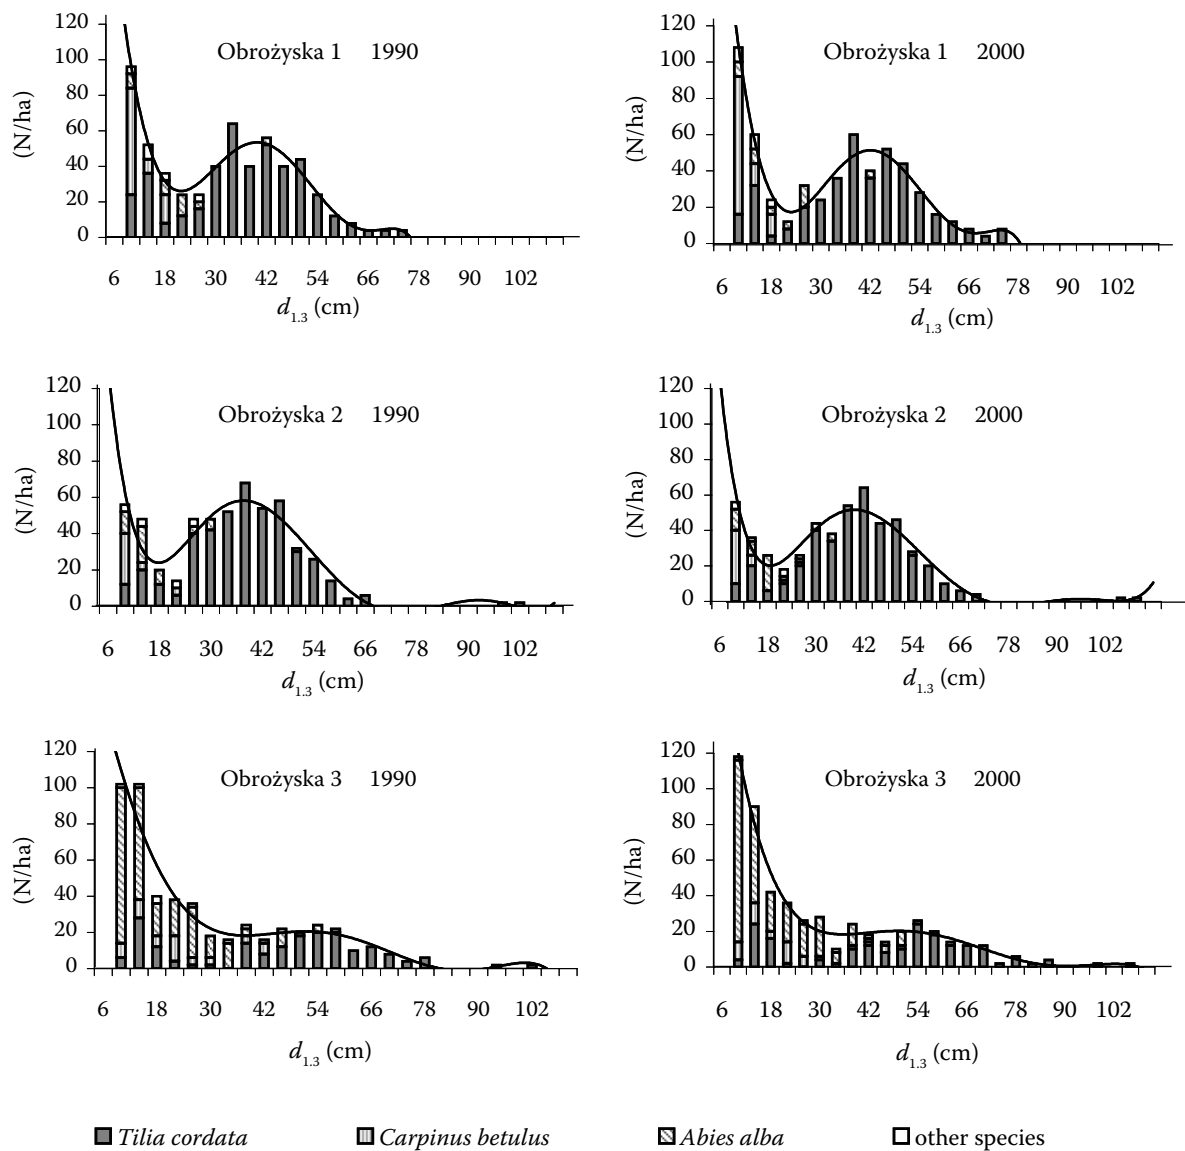 Obrożyska 1 1990
(N/ha)
120
100
80
60
40
20
0
6 18 30 42 54 66 78 90 102
d1.3 (cm)
Obrożyska 1 2000
(N/ha)
120
100
80
60
40
20
0
6 18 30 42 54 66 78 90 102
d1.3 (cm)
Obrożyska 2 1990
(N/ha)
120
100
80
60
40
20
0
6 18 30 42 54 66 78 90 102
d1.3 (cm)
Obrożyska 2 2000
(N/ha)
120
100
80
60
40
20
0
6 18 30 42 54 66 78 90 102
d1.3 (cm)
Obrożyska 3 1990
(N/ha)
120
100
80
60
40
20
0
6 18 30 42 54 66 78 90 102
d1.3 (cm)
Obrożyska 3 2000
(N/ha)
120
100
80
60
40
20
0
6 18 30 42 54 66 78 90 102
d1.3 (cm)
Tilia cordata Carpinus betulus Abies alba other species